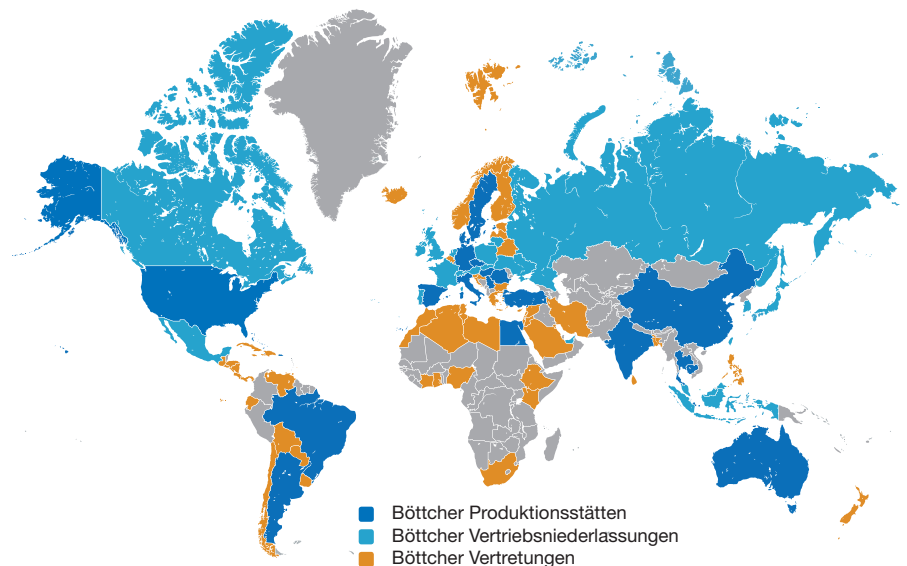 Böttcher Produktionsstätten
Böttcher Vertriebsniederlassungen
Böttcher Vertretungen